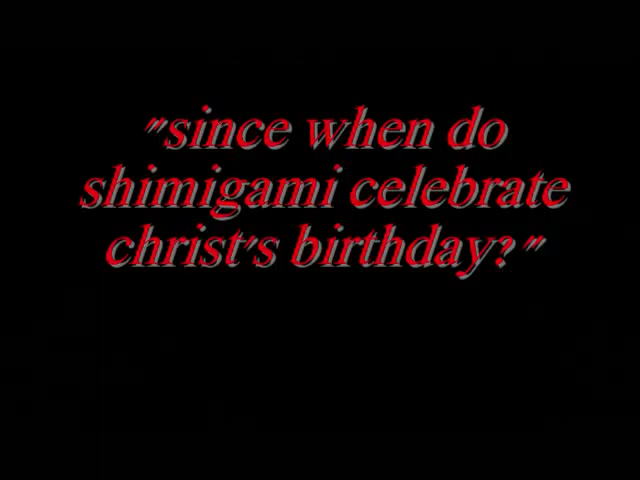 "since when do
shimigami celebrate
christ's birthday?"